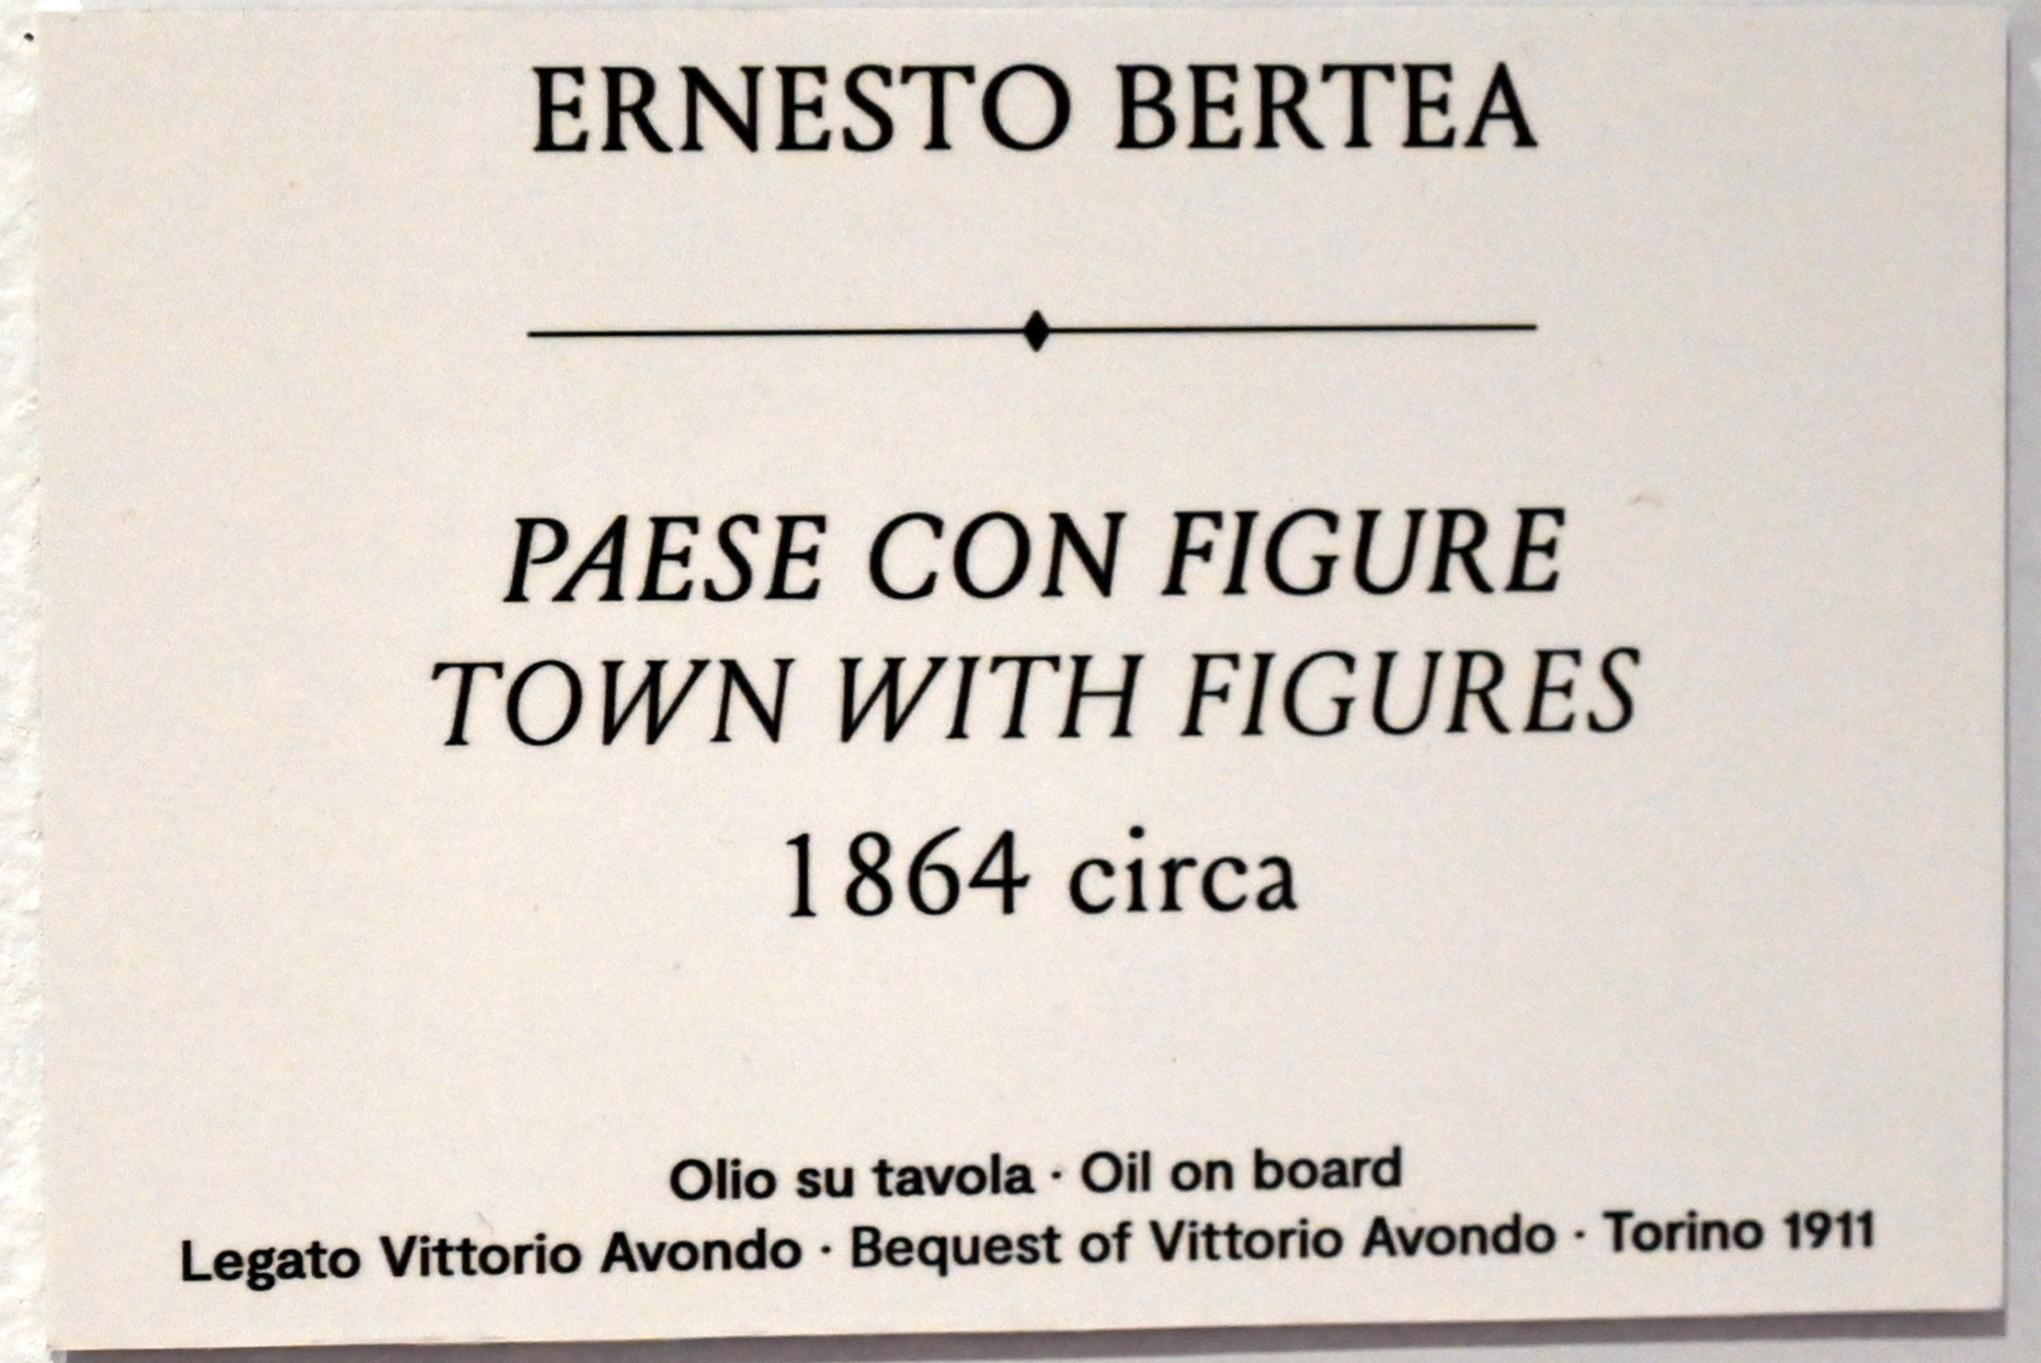 ERNESTO BERTEA
PAESE CON FIGURE
TOWN WITH FIGURES
1864 circa
Olio su tavola · Oil on board
Legato Vittorio Avondo · Bequest of Vittorio Avondo · Torino 1911